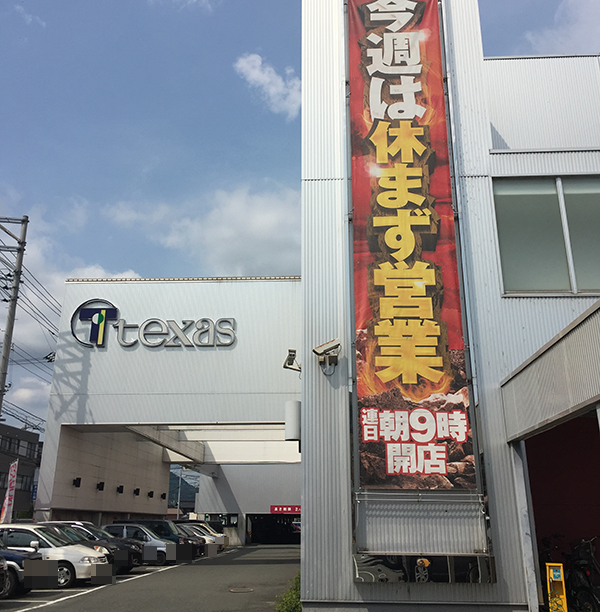 今週は休まず営業
連日朝9時
開店
texas